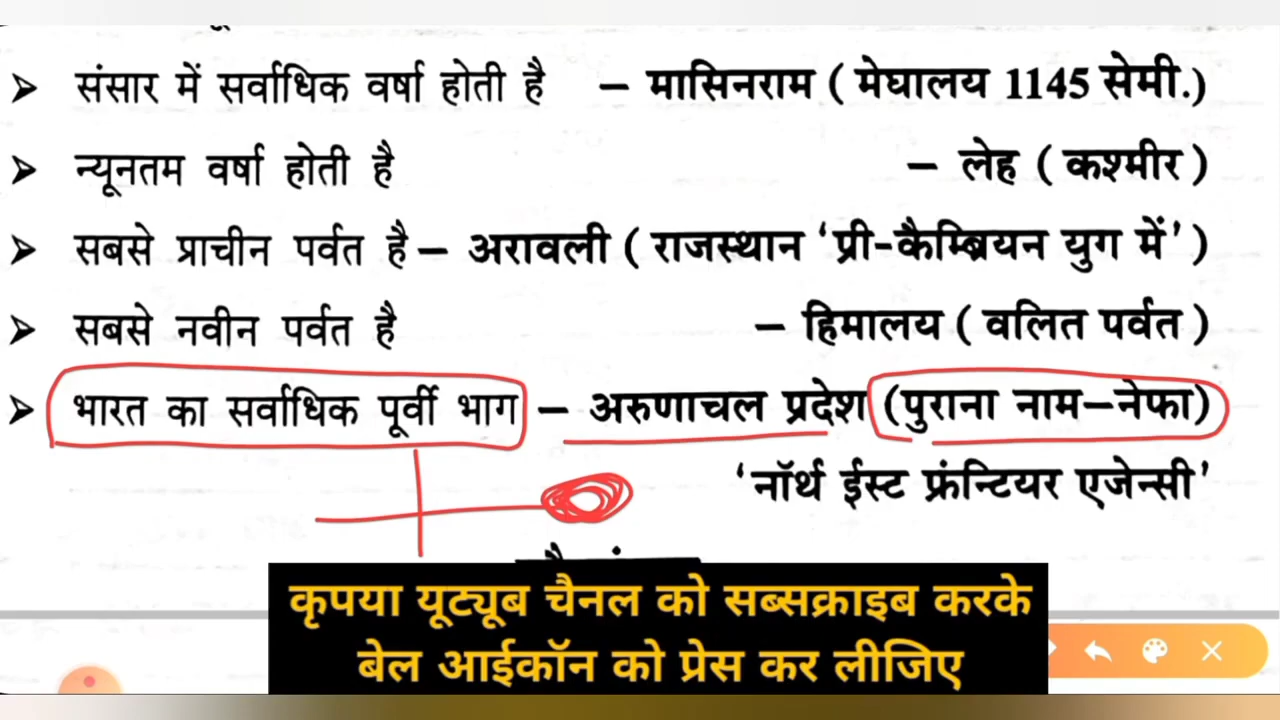 ➤ संसार में सर्वाधिक वर्षा होती है – मासिनराम ( मेघालय 1145 सेमी.)
➤ न्यूनतम वर्षा होती है – लेह ( कश्मीर )
➤ सबसे प्राचीन पर्वत है – अरावली ( राजस्थान 'प्री-कैम्ब्रियन युग में' )
➤ सबसे नवीन पर्वत है – हिमालय ( वलित पर्वत )
➤ भारत का सर्वाधिक पूर्वी भाग – अरुणाचल प्रदेश (पुराना नाम–नेफा)
'नॉर्थ ईस्ट फ्रंन्टियर एजेन्सी'
कृपया यूट्यूब चैनल को सब्सक्राइब करके
बेल आईकॉन को प्रेस कर लीजिए